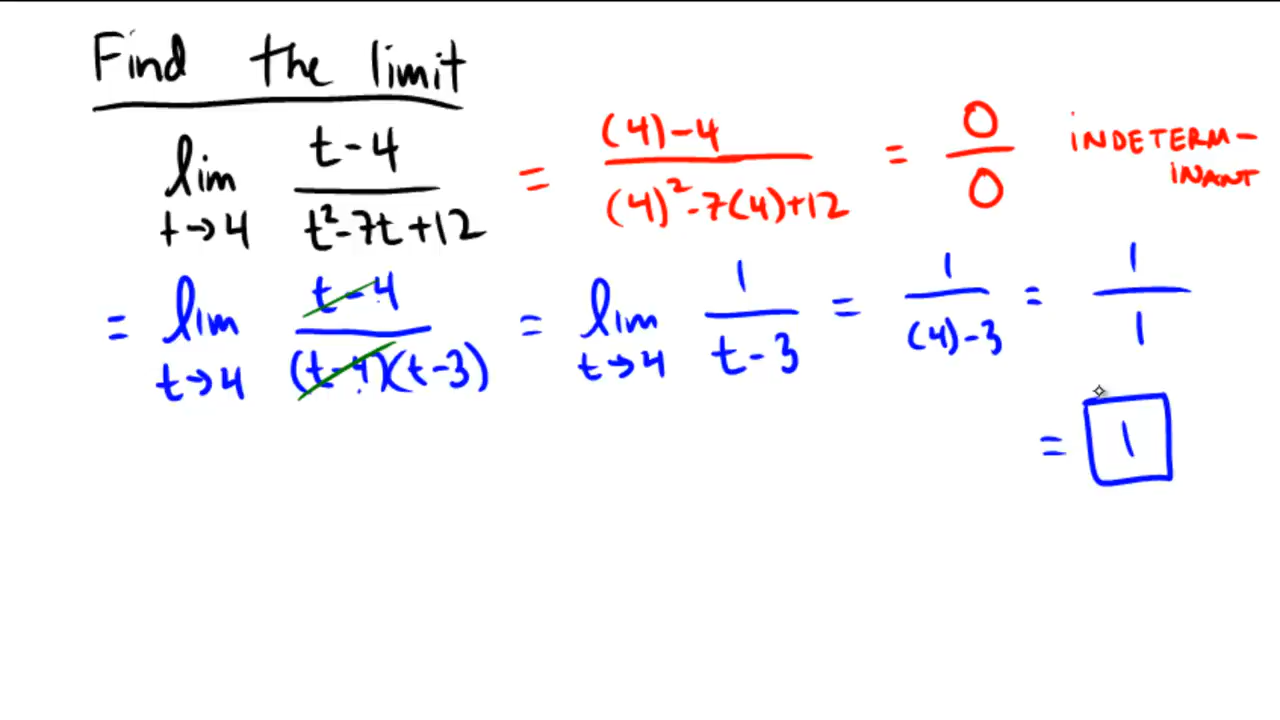 Find the limit
lim t→4 (t-4)/(t²-7t+12) = ((4)-4)/((4)²-7(4)+12) = 0/0 INDETERM-
INANT
= lim t→4 (t-4)/((t-4)(t-3)) = lim t→4 1/(t-3) = 1/((4)-3) = 1/1
= 1